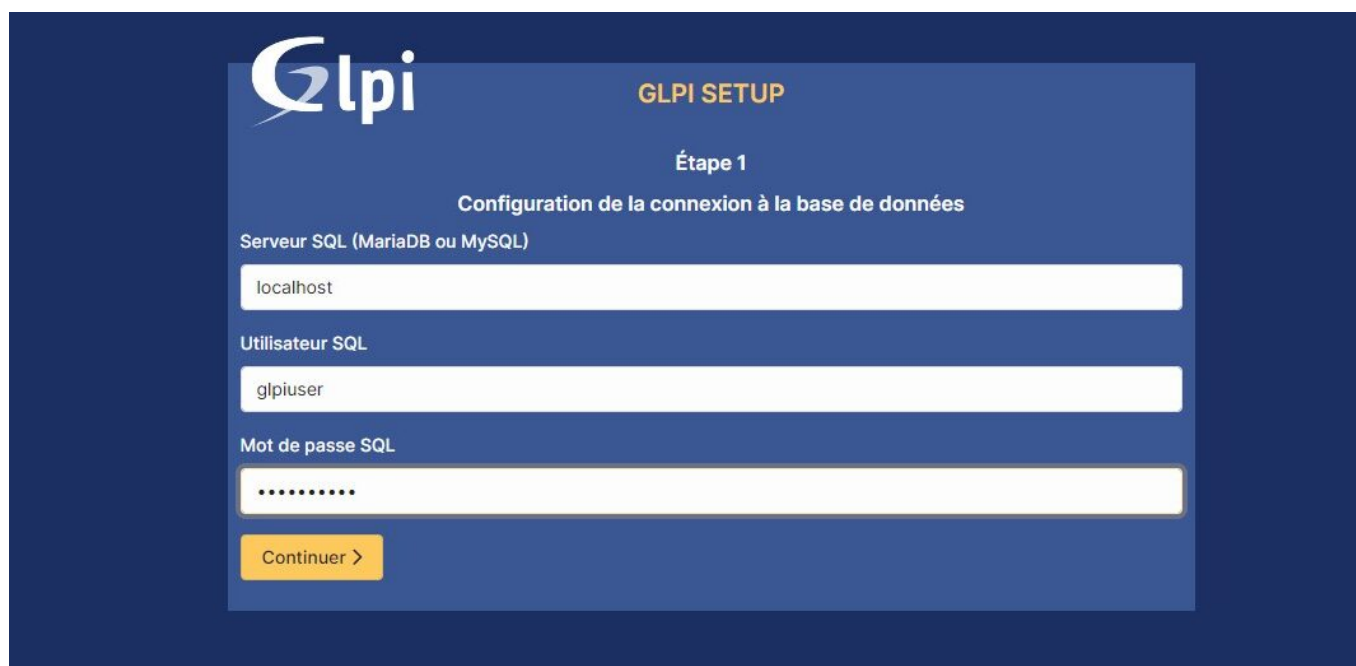 Glpi
GLPI SETUP
Étape 1
Configuration de la connexion à la base de données
Serveur SQL (MariaDB ou MySQL)
localhost
Utilisateur SQL
glpiuser
Mot de passe SQL
••••••••••
Continuer >